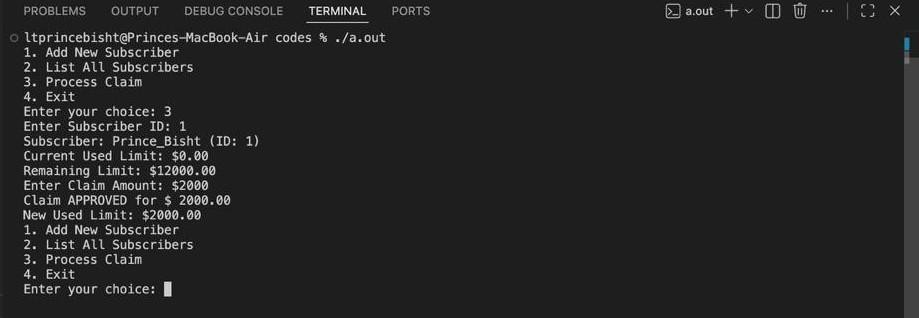 PROBLEMS OUTPUT DEBUG CONSOLE TERMINAL PORTS a.out
ltprincebisht@Princes-MacBook-Air codes % ./a.out
1. Add New Subscriber
2. List All Subscribers
3. Process Claim
4. Exit
Enter your choice: 3
Enter Subscriber ID: 1
Subscriber: Prince_Bisht (ID: 1)
Current Used Limit: $0.00
Remaining Limit: $12000.00
Enter Claim Amount: $2000
Claim APPROVED for $ 2000.00
New Used Limit: $2000.00
1. Add New Subscriber
2. List All Subscribers
3. Process Claim
4. Exit
Enter your choice: